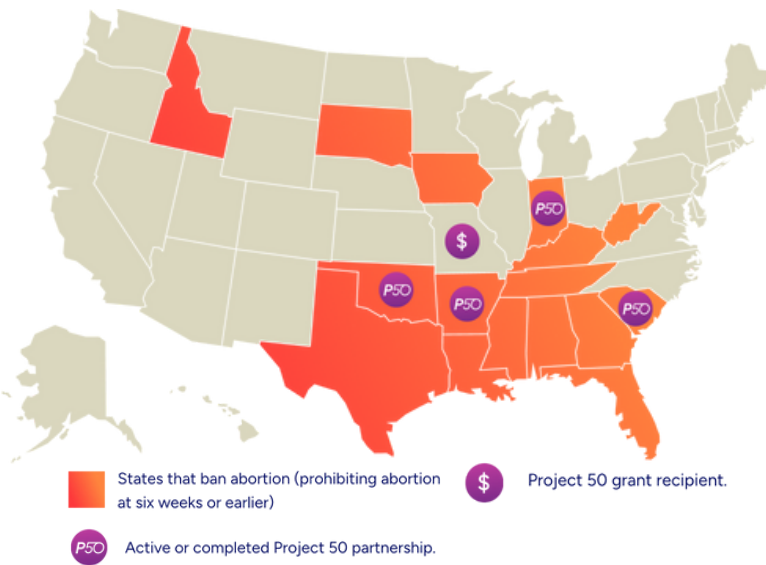 P50
$
P50
P50
P50
States that ban abortion (prohibiting abortion
at six weeks or earlier)
$
Project 50 grant recipient.
P50
Active or completed Project 50 partnership.